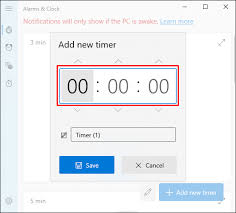 Alarms & Clock
Notifications will only show if the PC is awake. Learn more
3 min
Add new timer
00 : 00 : 00
Timer (1)
Save
Cancel
Add new timer
5 min